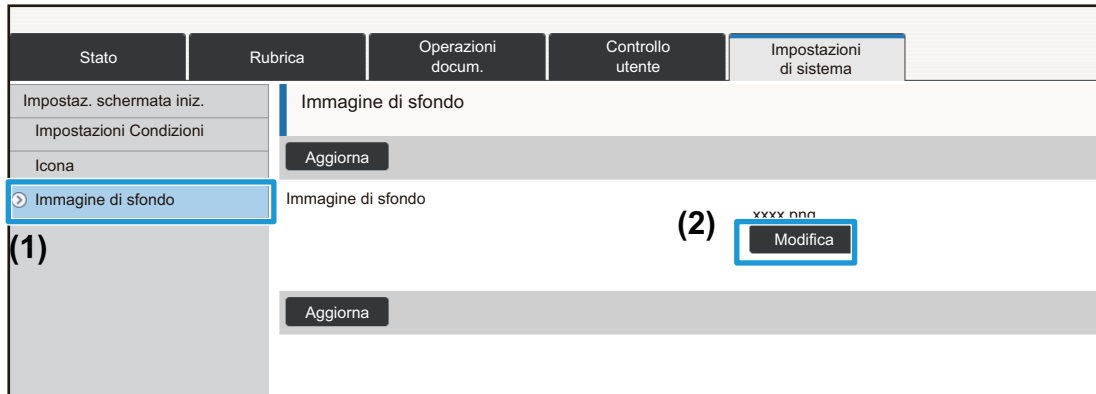 Stato
Rubrica
Operazioni
docum.
Controllo
utente
Impostazioni
di sistema
Impostaz. schermata iniz.
Impostazioni Condizioni
Icona
Immagine di sfondo
(1)
Immagine di sfondo
Aggiorna
Immagine di sfondo
xxxx.png
(2)
Modifica
Aggiorna